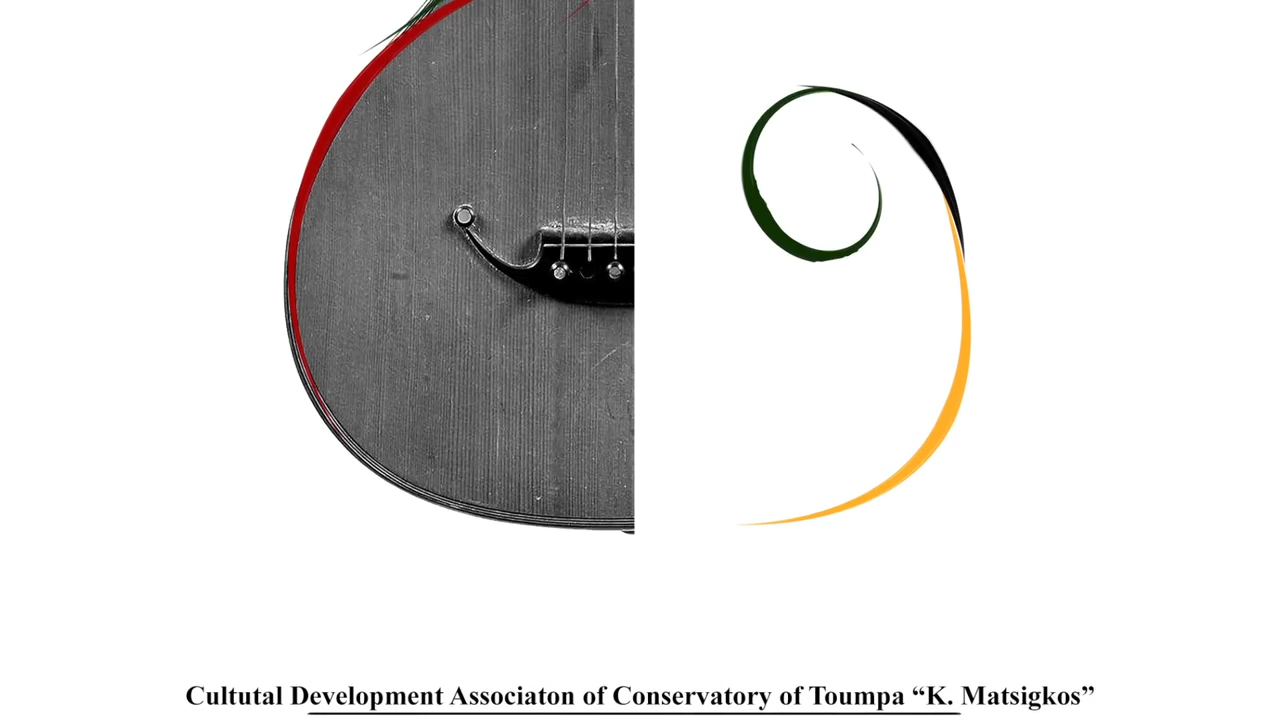 Cultutal Development Associaton of Conservatory of Toumpa “K. Matsigkos”